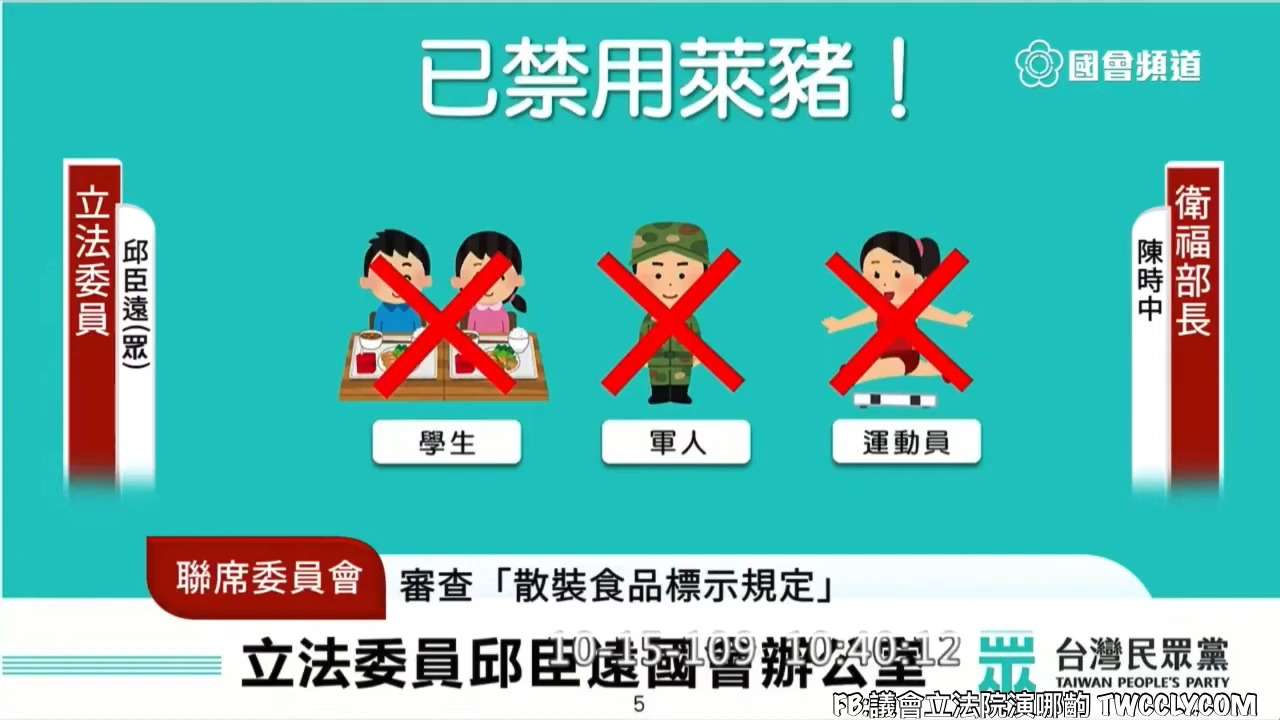 已禁用萊豬！
國會頻道
立法委員
邱臣遠(眾)
衛福部長
陳時中
學生
軍人
運動員
聯席委員會
審查「散裝食品標示規定」
立法委員邱臣遠國會辦公室
10-15-109 10:40:12
眾
台灣民眾黨
TAIWAN PEOPLE'S PARTY
5
FB:議會立法院演哪齣 TWCCLY.COM